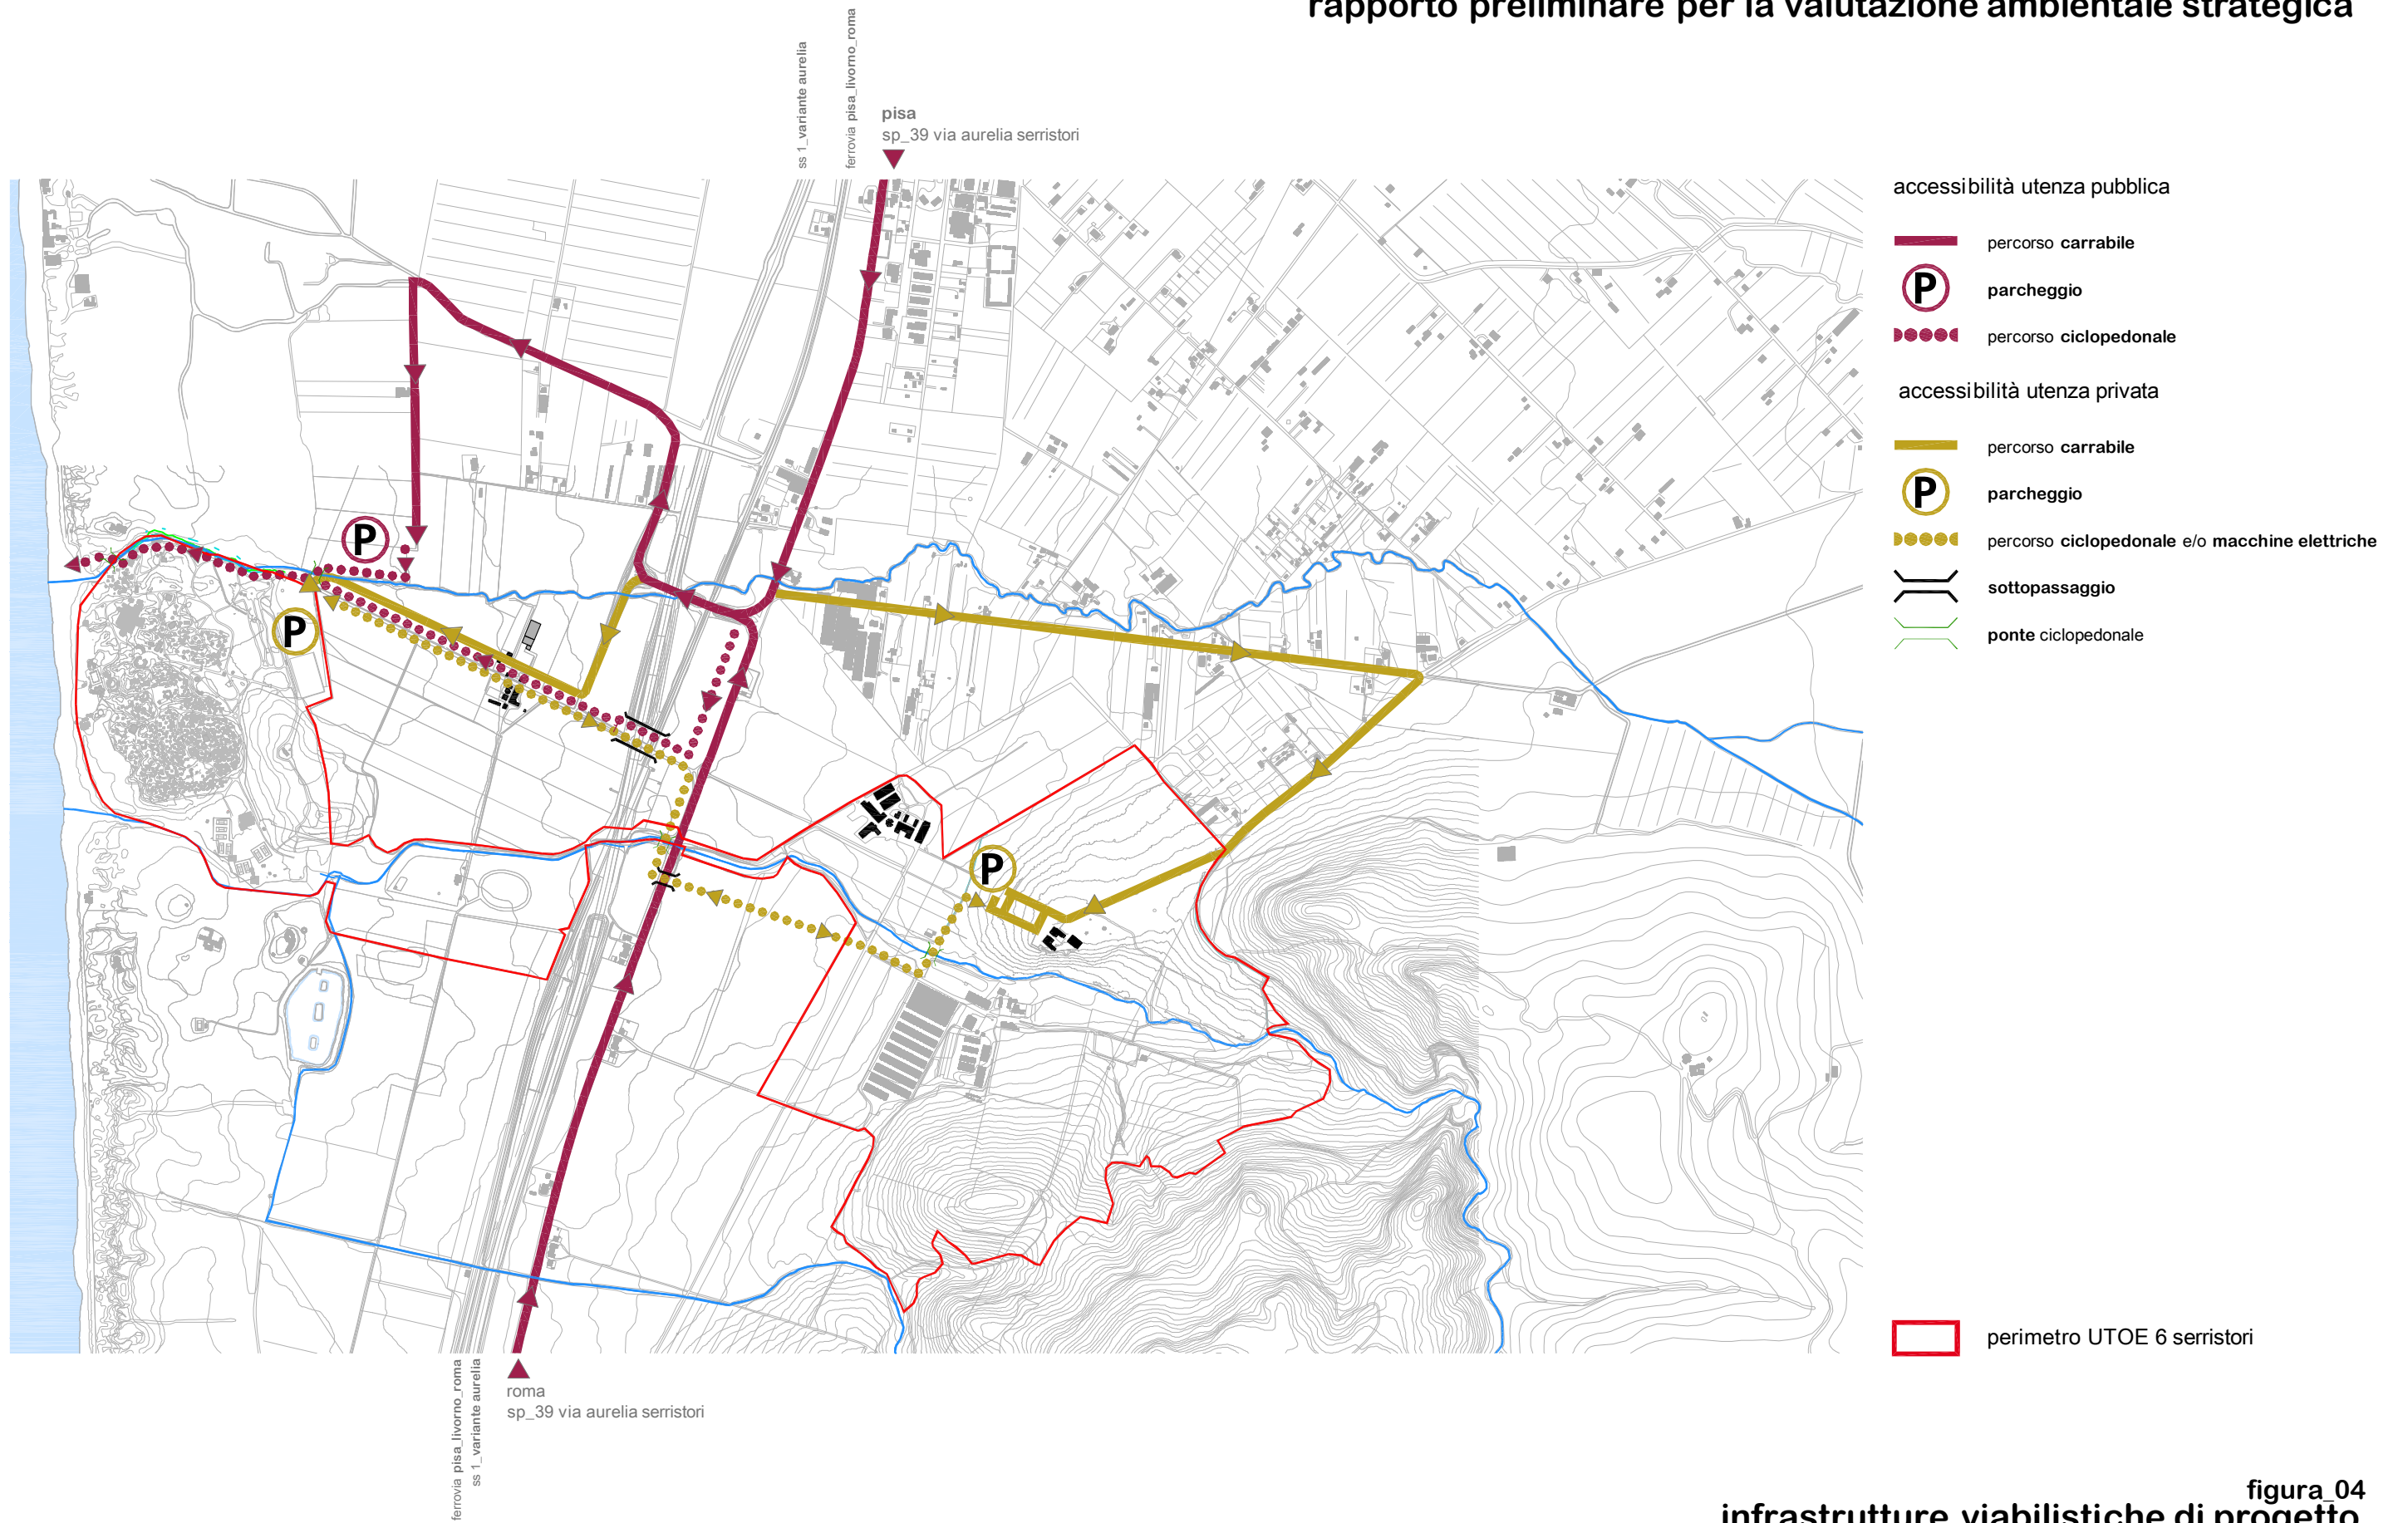 rapporto preliminare per la valutazione ambientale strategica
ss 1_variante aurelia
ferrovia pisa_livorno_roma
pisa
sp_39 via aurelia serristori
accessibilità utenza pubblica
percorso carrabile
P parcheggio
percorso ciclopedonale
accessibilità utenza privata
percorso carrabile
P parcheggio
percorso ciclopedonale e/o macchine elettriche
sottopassaggio
ponte ciclopedonale
P
P
P
perimetro UTOE 6 serristori
ferrovia pisa_livorno_roma
ss 1_variante aurelia
roma
sp_39 via aurelia serristori
figura_04
infrastrutture viabilistiche di progetto